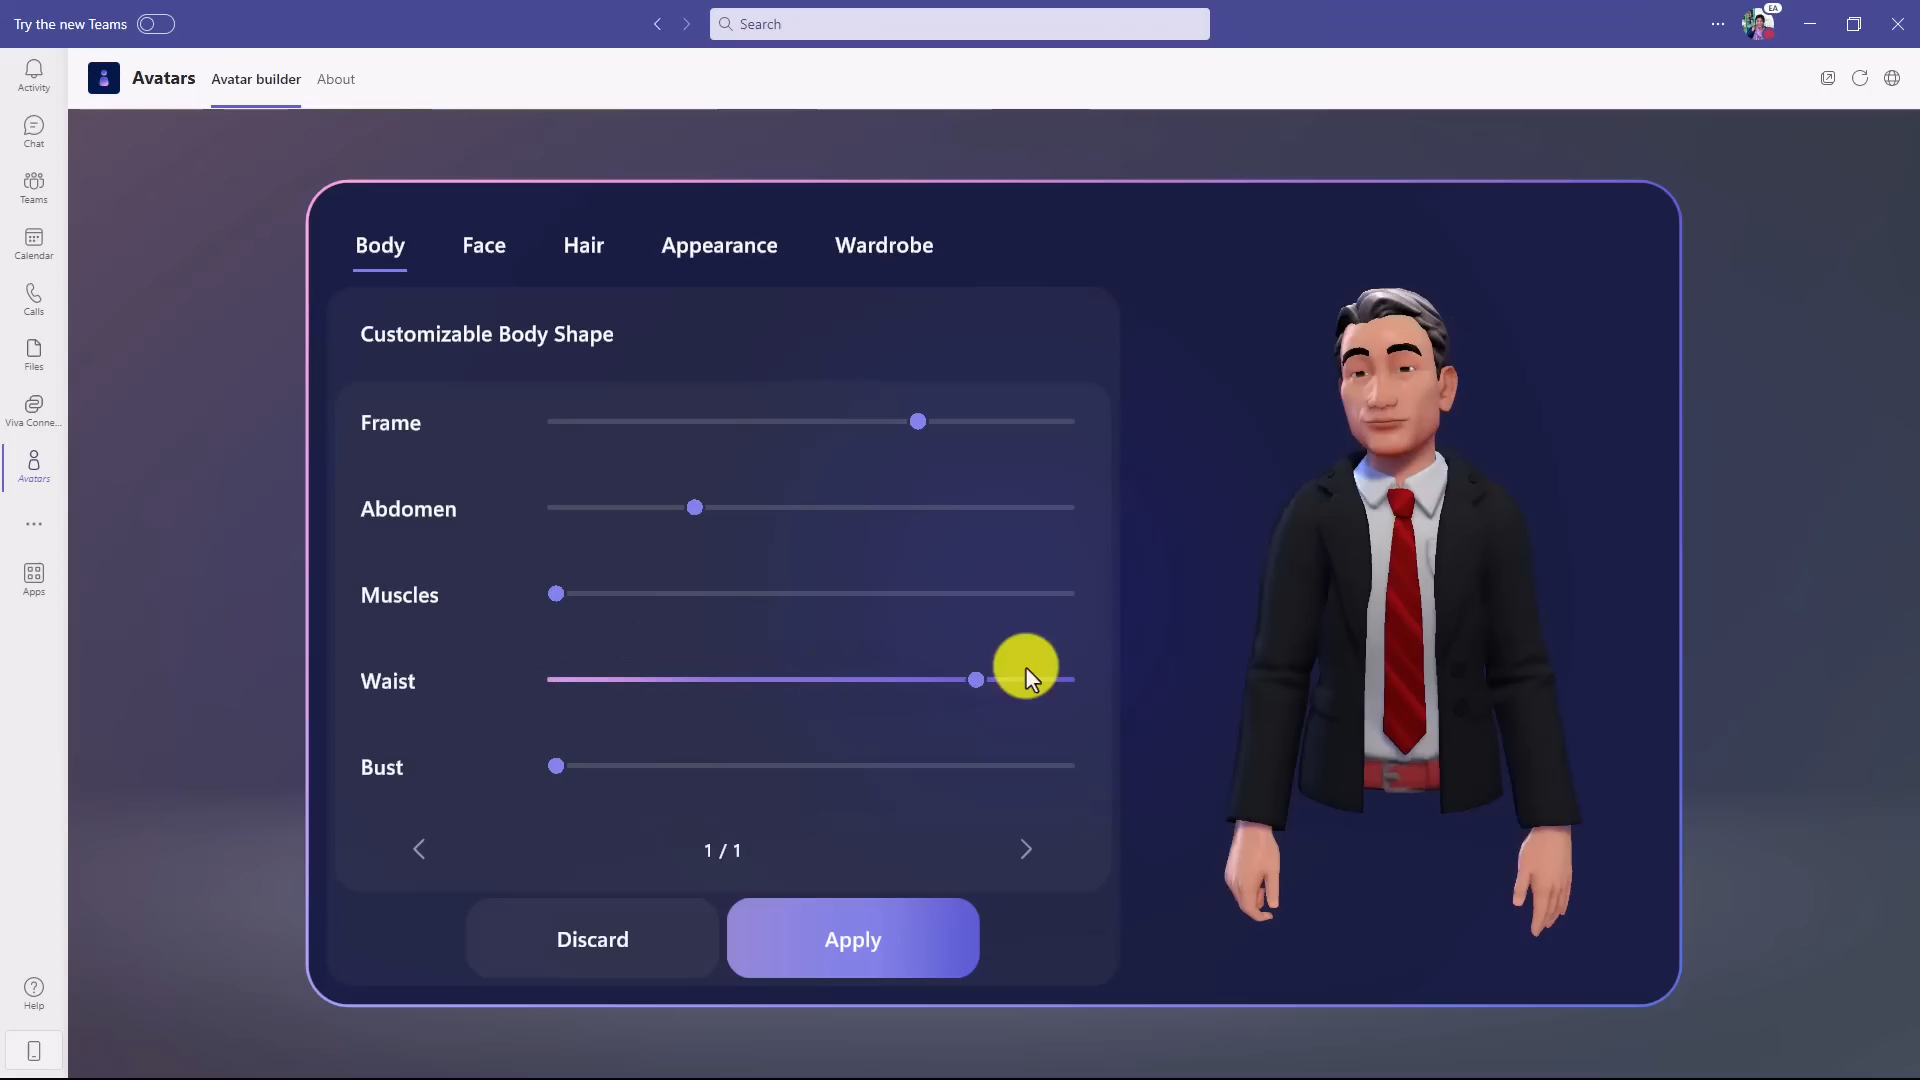 Try the new Teams
Search
EA
Activity
Chat
Teams
Calendar
Calls
Files
Viva Conne...
Avatars
Apps
Help
Avatars
Avatar builder
About
Body
Face
Hair
Appearance
Wardrobe
Customizable Body Shape
Frame
Abdomen
Muscles
Waist
Bust
1 / 1
Discard
Apply